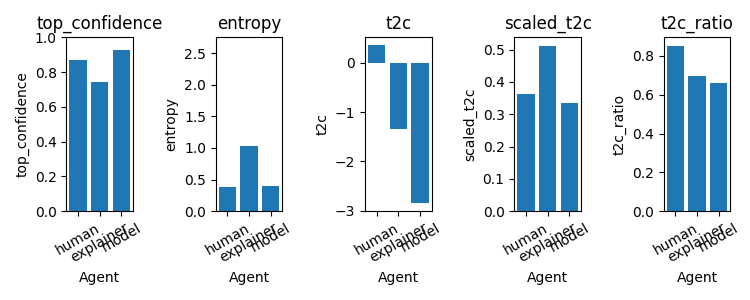 top_confidence
entropy
t2c
scaled_t2c
t2c_ratio
top_confidence
1.0
0.8
0.6
0.4
0.2
0.0
human
explainer
model
Agent
entropy
2.5
2.0
1.5
1.0
0.5
0.0
human
explainer
model
Agent
t2c
0
−1
−2
−3
human
explainer
model
Agent
scaled_t2c
0.5
0.4
0.3
0.2
0.1
0.0
human
explainer
model
Agent
t2c_ratio
0.8
0.6
0.4
0.2
0.0
human
explainer
model
Agent